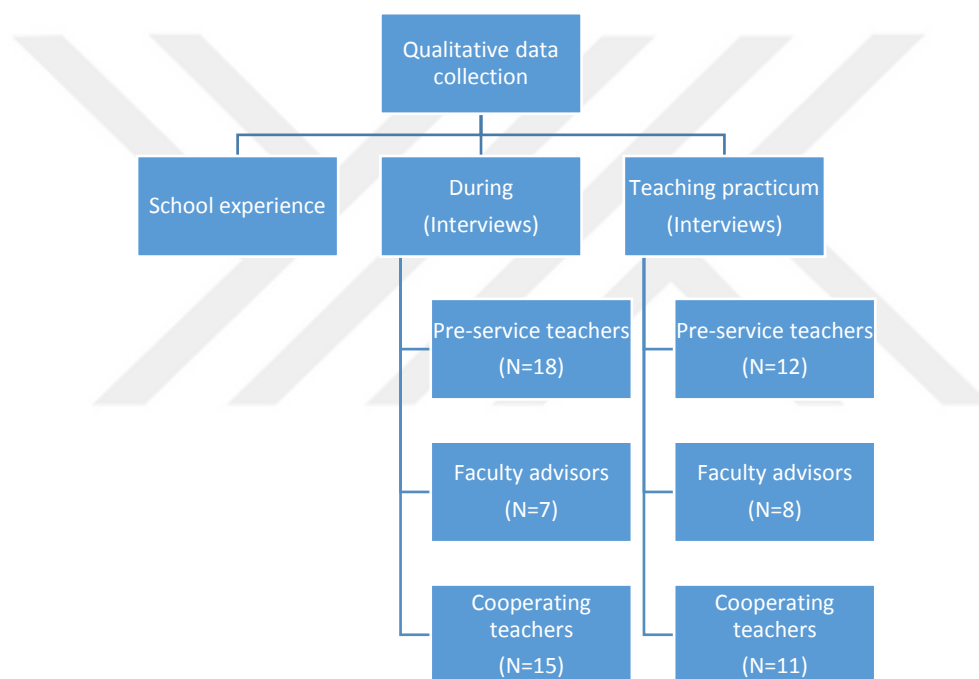 Qualitative data
collection
School experience
During
(Interviews)
Teaching practicum
(Interviews)
Pre-service teachers
(N=18)
Faculty advisors
(N=7)
Cooperating
teachers
(N=15)
Pre-service teachers
(N=12)
Faculty advisors
(N=8)
Cooperating
teachers
(N=11)